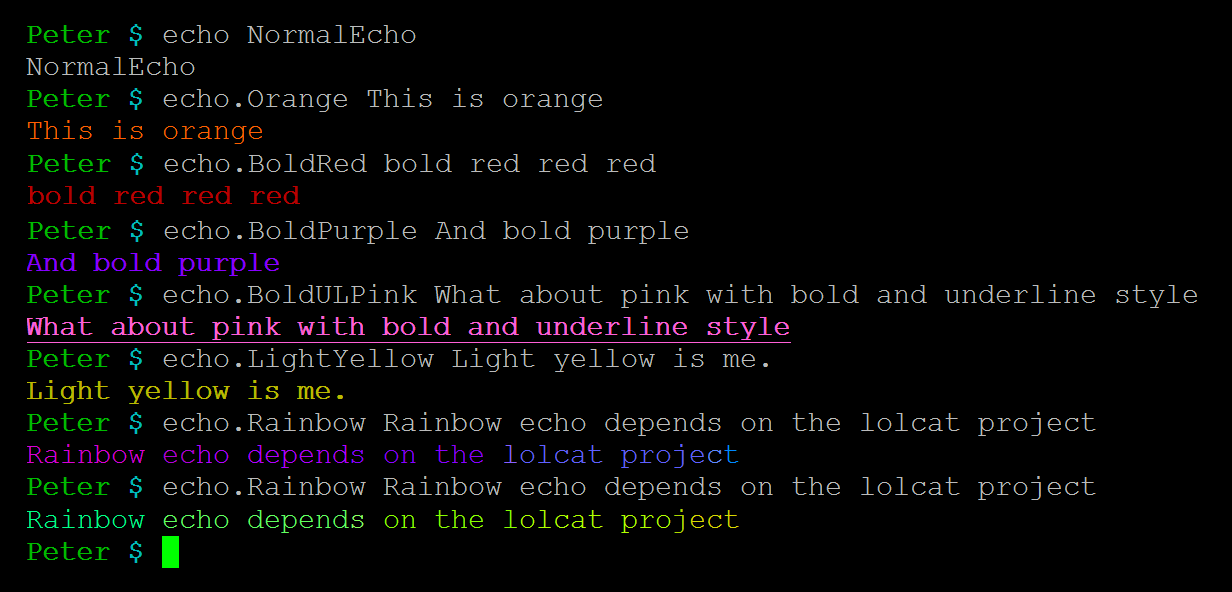 Peter $ echo NormalEcho
NormalEcho
Peter $ echo.Orange This is orange
This is orange
Peter $ echo.BoldRed bold red red red
bold red red red
Peter $ echo.BoldPurple And bold purple
And bold purple
Peter $ echo.BoldULPink What about pink with bold and underline style
What about pink with bold and underline style
Peter $ echo.LightYellow Light yellow is me.
Light yellow is me.
Peter $ echo.Rainbow Rainbow echo depends on the lolcat project
Rainbow echo depends on the lolcat project
Peter $ echo.Rainbow Rainbow echo depends on the lolcat project
Rainbow echo depends on the lolcat project
Peter $